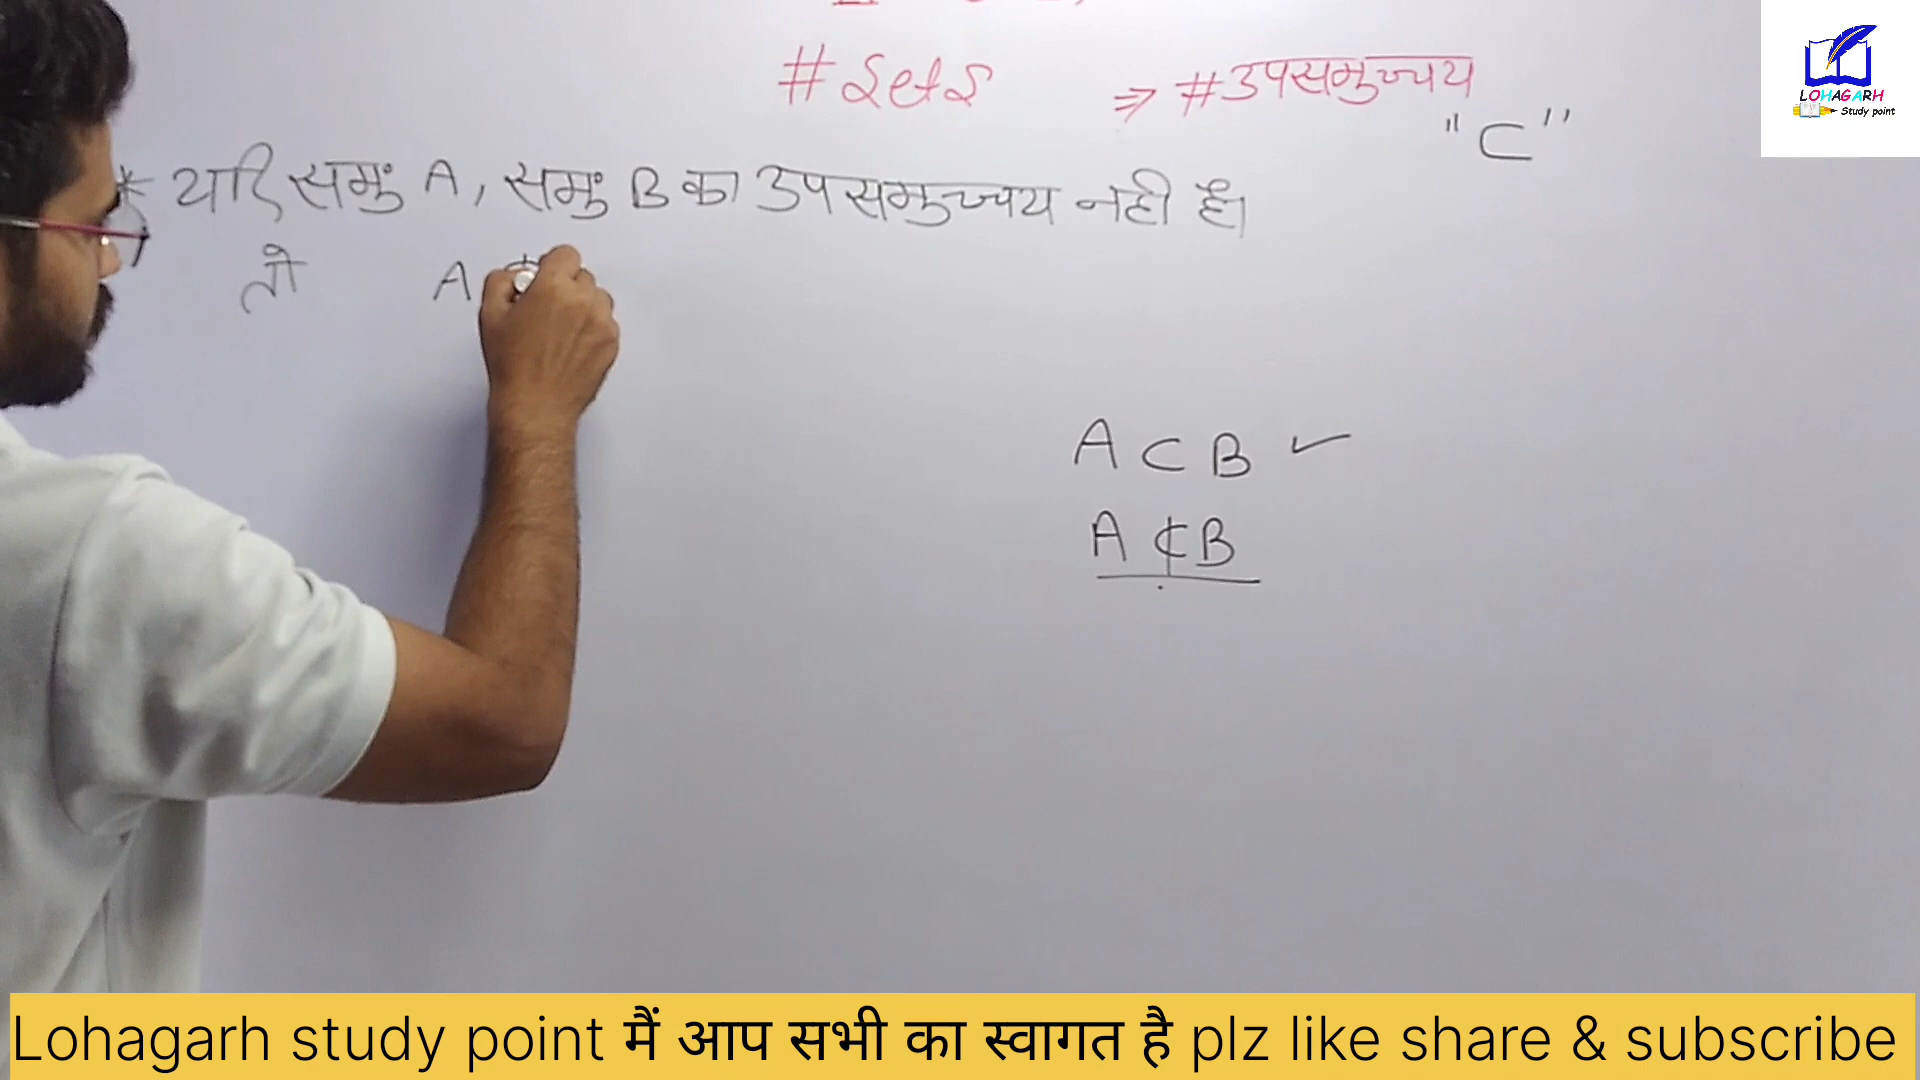 #Sets ⇒ #उपसमुच्चय
"⊂"
* यदि समुं A, समुं B का उपसमुच्चय नही है।
तो A
A ⊂ B ✓
A ⊄ B
LOHAGARH
Study point
Lohagarh study point मैं आप सभी का स्वागत है plz like share & subscribe